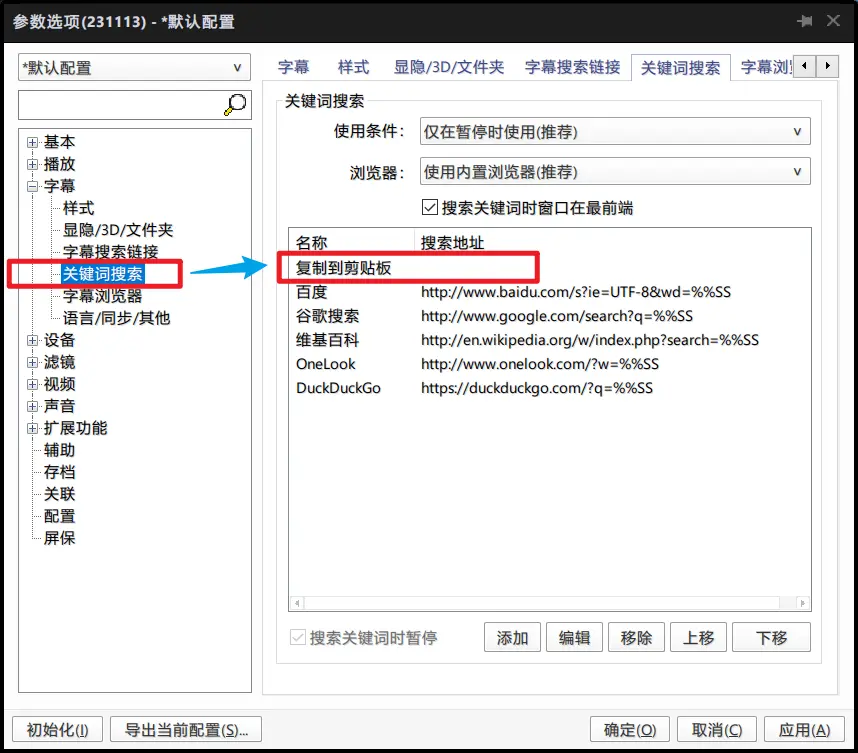 参数选项(231113) - *默认配置
*默认配置
基本
播放
字幕
样式
显隐/3D/文件夹
字幕搜索链接
关键词搜索
字幕浏览器
语言/同步/其他
设备
滤镜
视频
声音
扩展功能
辅助
存档
关联
配置
屏保
字幕 样式 显隐/3D/文件夹 字幕搜索链接 关键词搜索 字幕浏
关键词搜索
使用条件： 仅在暂停时使用(推荐)
浏览器： 使用内置浏览器(推荐)
搜索关键词时窗口在最前端
名称 搜索地址
复制到剪贴板
百度 http://www.baidu.com/s?ie=UTF-8&wd=%%SS
谷歌搜索 http://www.google.com/search?q=%%SS
维基百科 http://en.wikipedia.org/w/index.php?search=%%SS
OneLook http://www.onelook.com/?w=%%SS
DuckDuckGo https://duckduckgo.com/?q=%%SS
搜索关键词时暂停 添加 编辑 移除 上移 下移
初始化(I) 导出当前配置(S)... 确定(O) 取消(C) 应用(A)